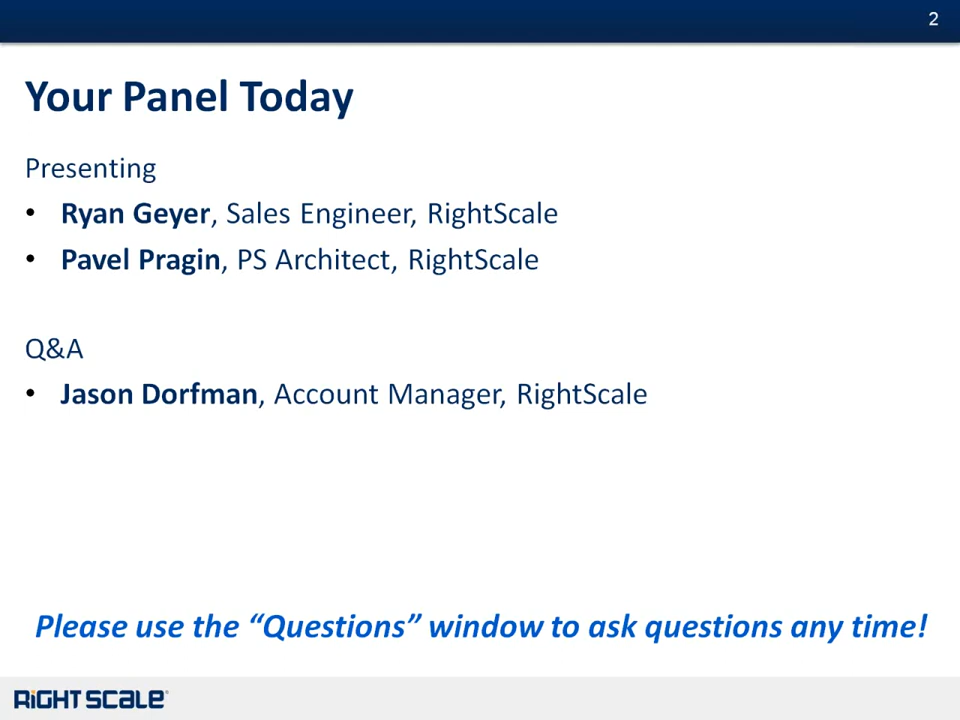 2
Your Panel Today
Presenting
• Ryan Geyer, Sales Engineer, RightScale
• Pavel Pragin, PS Architect, RightScale
Q&A
• Jason Dorfman, Account Manager, RightScale
Please use the “Questions” window to ask questions any time!
RIGHTSCALE